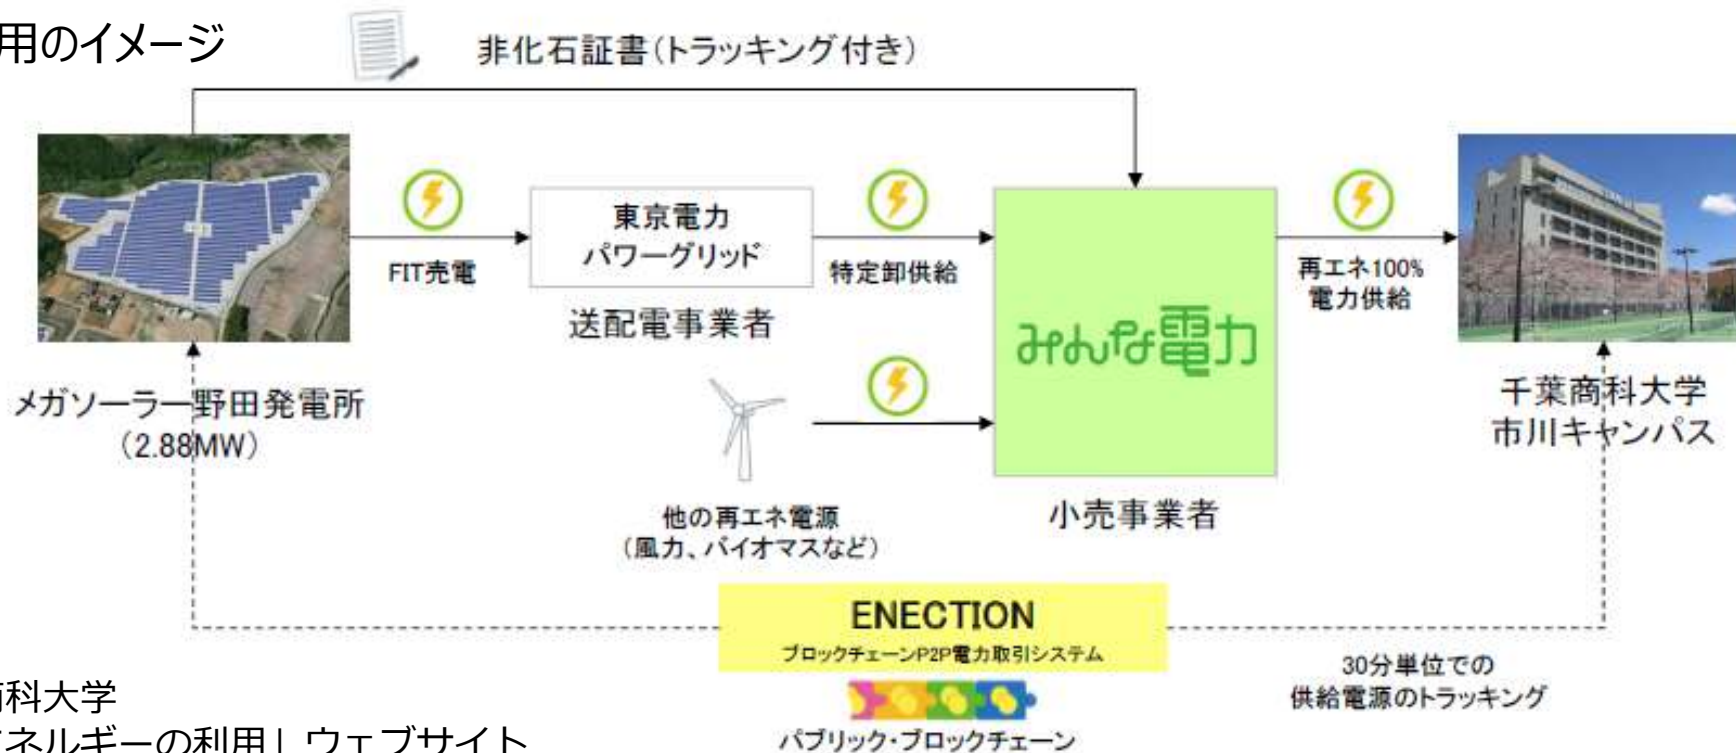 用のイメージ
非化石証書(トラッキング付き)
FIT売電
東京電力
パワーグリッド
送配電事業者
特定卸供給
みんな電力
小売事業者
再エネ100%
電力供給
メガソーラー野田発電所
(2.88MW)
千葉商科大学
市川キャンパス
他の再エネ電源
(風力、バイオマスなど)
ENECTION
ブロックチェーンP2P電力取引システム
パブリック・ブロックチェーン
30分単位での
供給電源のトラッキング
商科大学
エネルギーの利用」ウェブサイト